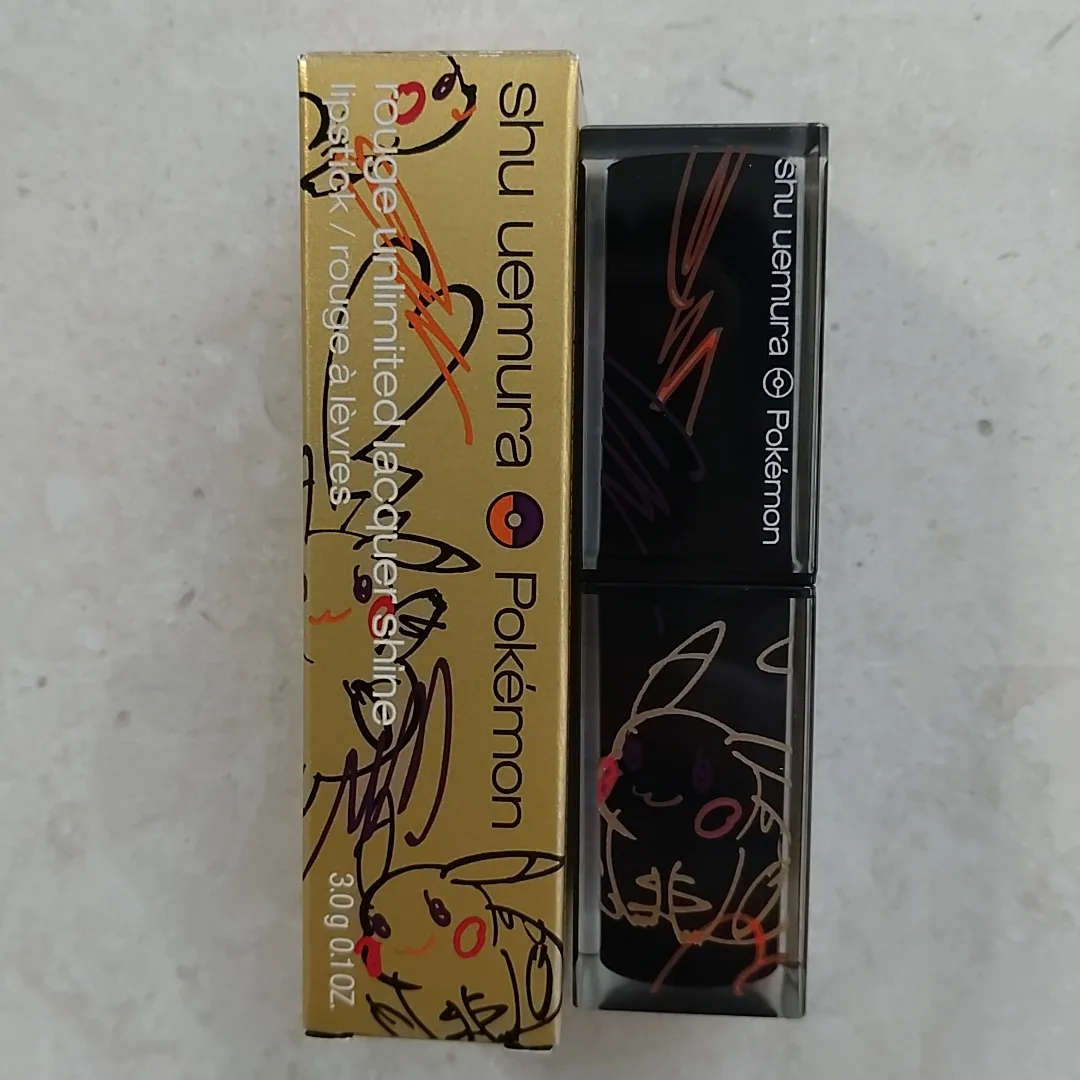 shu uemura Pokémon
rouge unlimited lacquer shine
lipstick / rouge à lèvres
3.0 g 0.1 OZ.
shu uemura Pokémon